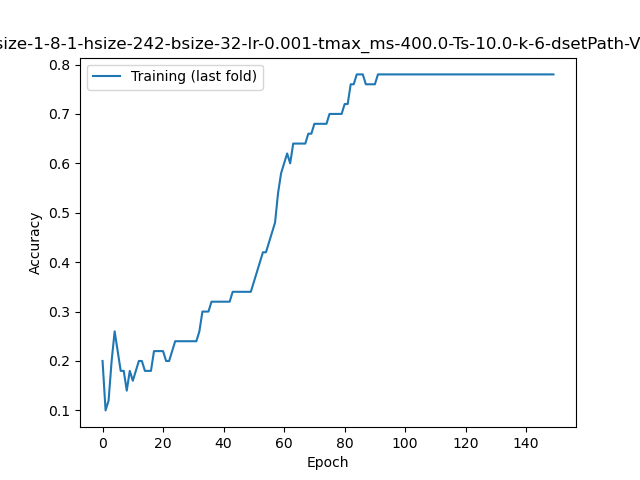 size-1-8-1-hsize-242-bsize-32-lr-0.001-tmax_ms-400.0-Ts-10.0-k-6-dsetPath-V
Training (last fold)
0.8
0.7
0.6
0.5
0.4
0.3
0.2
0.1
Accuracy
0 20 40 60 80 100 120 140
Epoch